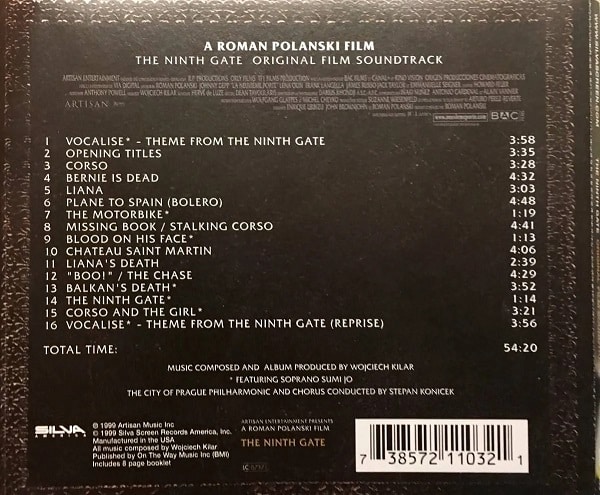 A ROMAN POLANSKI FILM
THE NINTH GATE ORIGINAL FILM SOUNDTRACK
ARTISAN
BAC
1 VOCALISE* - THEME FROM THE NINTH GATE 3:58
2 OPENING TITLES 3:35
3 CORSO 3:28
4 BERNIE IS DEAD 4:32
5 LIANA 3:03
6 PLANE TO SPAIN (BOLERO) 4:48
7 THE MOTORBIKE* 1:19
8 MISSING BOOK / STALKING CORSO 4:41
9 BLOOD ON HIS FACE* 1:13
10 CHATEAU SAINT MARTIN 4:06
11 LIANA'S DEATH 2:39
12 "BOO!" / THE CHASE 4:29
13 BALKAN'S DEATH* 3:52
14 THE NINTH GATE* 1:14
15 CORSO AND THE GIRL* 3:21
16 VOCALISE* - THEME FROM THE NINTH GATE (REPRISE) 3:56
TOTAL TIME: 54:20
MUSIC COMPOSED AND ALBUM PRODUCED BY WOJCIECH KILAR
* FEATURING SOPRANO SUMI JO
THE CITY OF PRAGUE PHILHARMONIC AND CHORUS CONDUCTED BY STEPAN KONICEK
SILVA
AMERICA
℗ 1999 Artisan Music Inc
© 1999 Silva Screen Records America, Inc.
Manufactured in the USA
All music composed by Wojciech Kilar
Published by On The Way Music Inc (BMI)
Includes 8 page booklet
ARTISAN ENTERTAINMENT PRESENTS
A ROMAN POLANSKI FILM
THE NINTH GATE
7 38572 11032 1